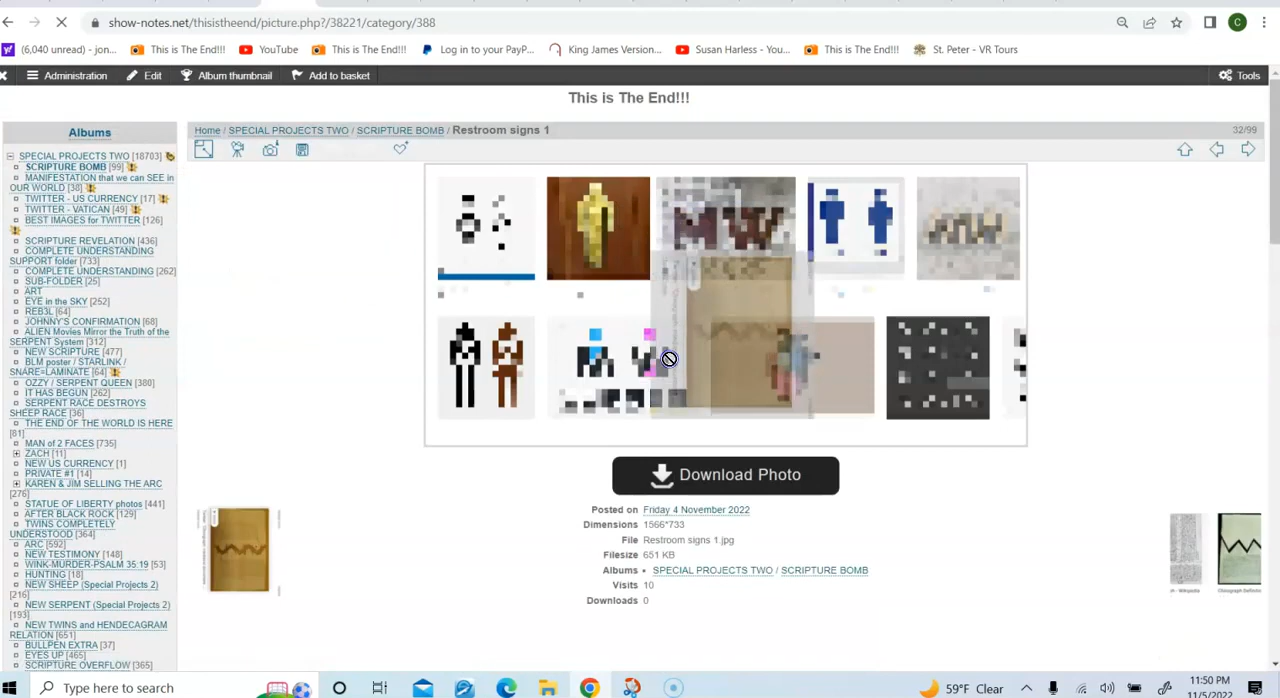 show-notes.net/thisistheend/picture.php?/38221/category/388
(6,040 unread) - jon... This is The End!!! YouTube This is The End!!! Log in to your PayP... King James Version... Susan Harless - You... This is The End!!! St. Peter - VR Tours
Administration Edit Album thumbnail Add to basket Tools
This is The End!!!
Albums
Home / SPECIAL PROJECTS TWO / SCRIPTURE BOMB / Restroom signs 1 32/99
SPECIAL PROJECTS TWO [18703]
SCRIPTURE BOMB [99]
MANIFESTATION that we can SEE in
OUR WORLD [38]
TWITTER - US CURRENCY [17]
TWITTER - VATICAN [49]
BEST IMAGES for TWITTER [126]
SCRIPTURE REVELATION [436]
COMPLETE UNDERSTANDING
SUPPORT folder [733]
COMPLETE UNDERSTANDING [262]
SUB-FOLDER [25]
ART
EYE in the SKY [252]
REB3L [64]
JOHNNY'S CONFIRMATION [68]
ALIEN Movies Mirror the Truth of the
SERPENT System [312]
NEW SCRIPTURE [477]
BLM poster / STARLINK /
SNARE=LAMINATE [64]
OZZY / SERPENT QUEEN [380]
IT HAS BEGUN [262]
SERPENT RACE DESTROYS
SHEEP RACE [36]
THE END OF THE WORLD IS HERE
[61]
MAN of 2 FACES [735]
ZACH [11]
NEW US CURRENCY [1]
PRIVATE #1 [14]
KAREN & JIM SELLING THE ARC
[276]
STATUE OF LIBERTY photos [441]
AFTER BLACK ROCK [129]
TWINS COMPLETELY
UNDERSTOOD [364]
ARC [592]
NEW TESTIMONY [148]
WINK-MURDER-PSALM 35:19 [53]
HUNTING [18]
NEW SHEEP (Special Projects 2)
[216]
NEW SERPENT (Special Projects 2)
[193]
NEW TWINS and HENDECAGRAM
RELATION [651]
BULLPEN EXTRA [37]
EYES UP [465]
SCRIPTURE OVERFLOW [365]
Download Photo
Posted on Friday 4 November 2022
Dimensions 1566*733
File Restroom signs 1.jpg
Filesize 651 KB
Albums SPECIAL PROJECTS TWO / SCRIPTURE BOMB
Visits 10
Downloads 0
Wikipedia
Type here to search
59°F Clear
11:50 PM
11/5/2022